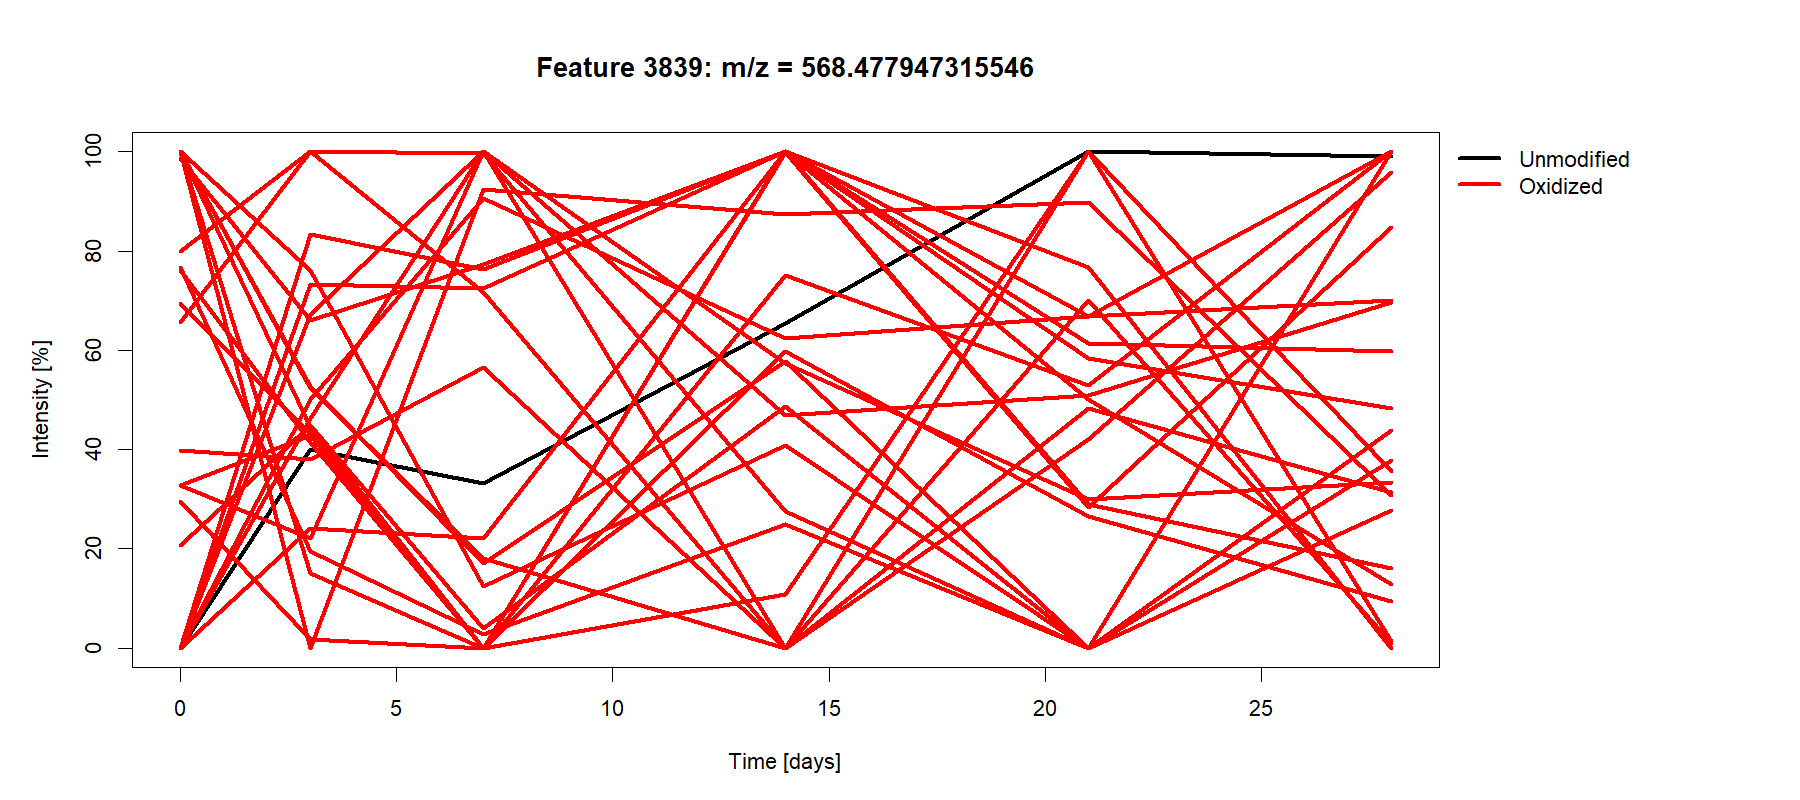 Feature 3839: m/z = 568.477947315546
Unmodified
Oxidized
Intensity [%]
100
80
60
40
20
0
0 5 10 15 20 25
Time [days]